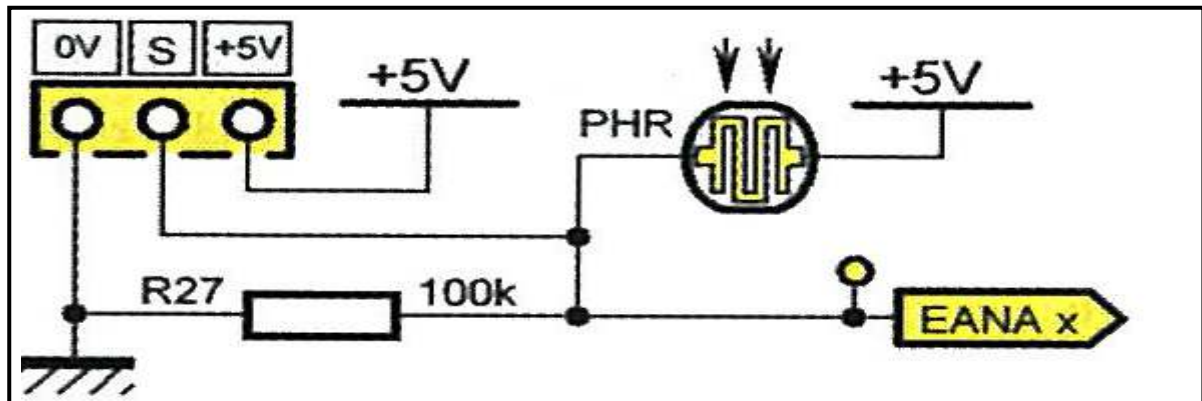 0V S +5V
+5V
+5V
PHR
R27 100k
EANA x